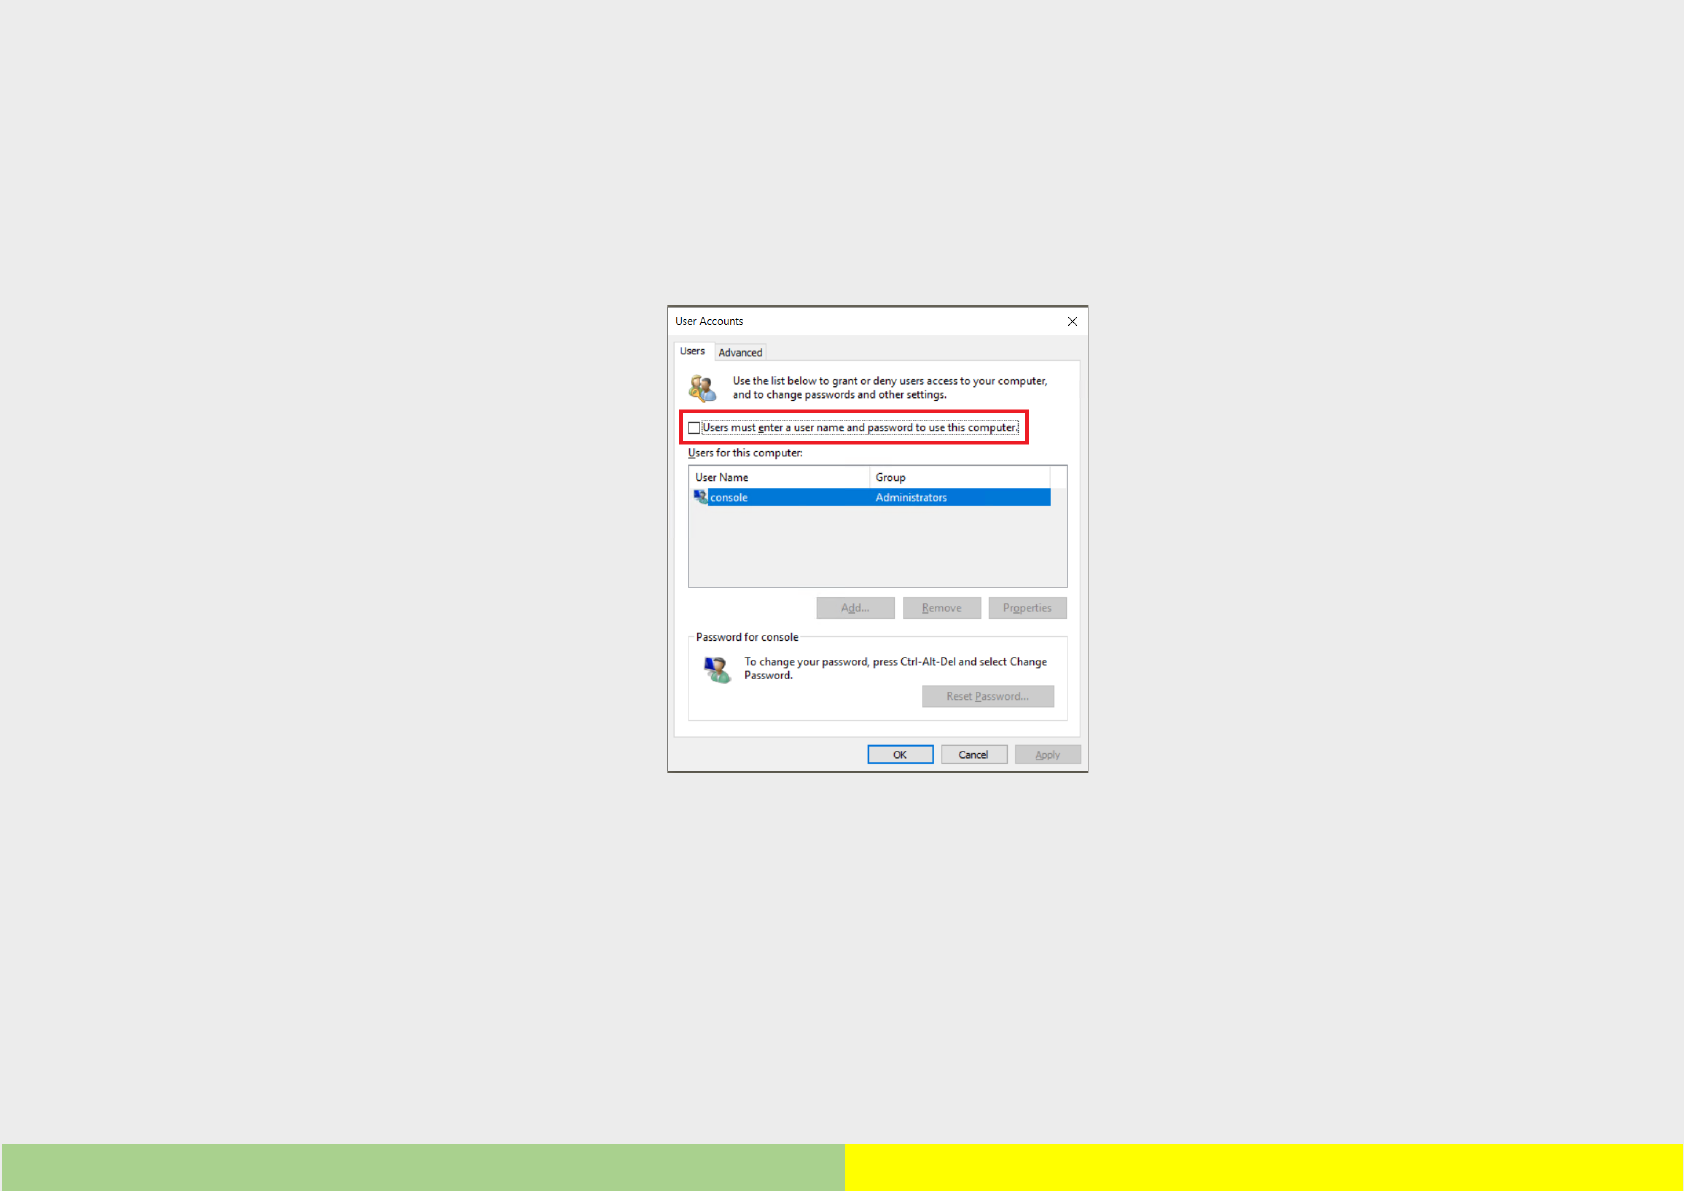 User Accounts
Users
Advanced
Use the list below to grant or deny users access to your computer,
and to change passwords and other settings.
Users must enter a user name and password to use this computer.
Users for this computer:
User Name
Group
console
Administrators
Add...
Remove
Properties
Password for console
To change your password, press Ctrl-Alt-Del and select Change
Password.
Reset Password...
OK
Cancel
Apply